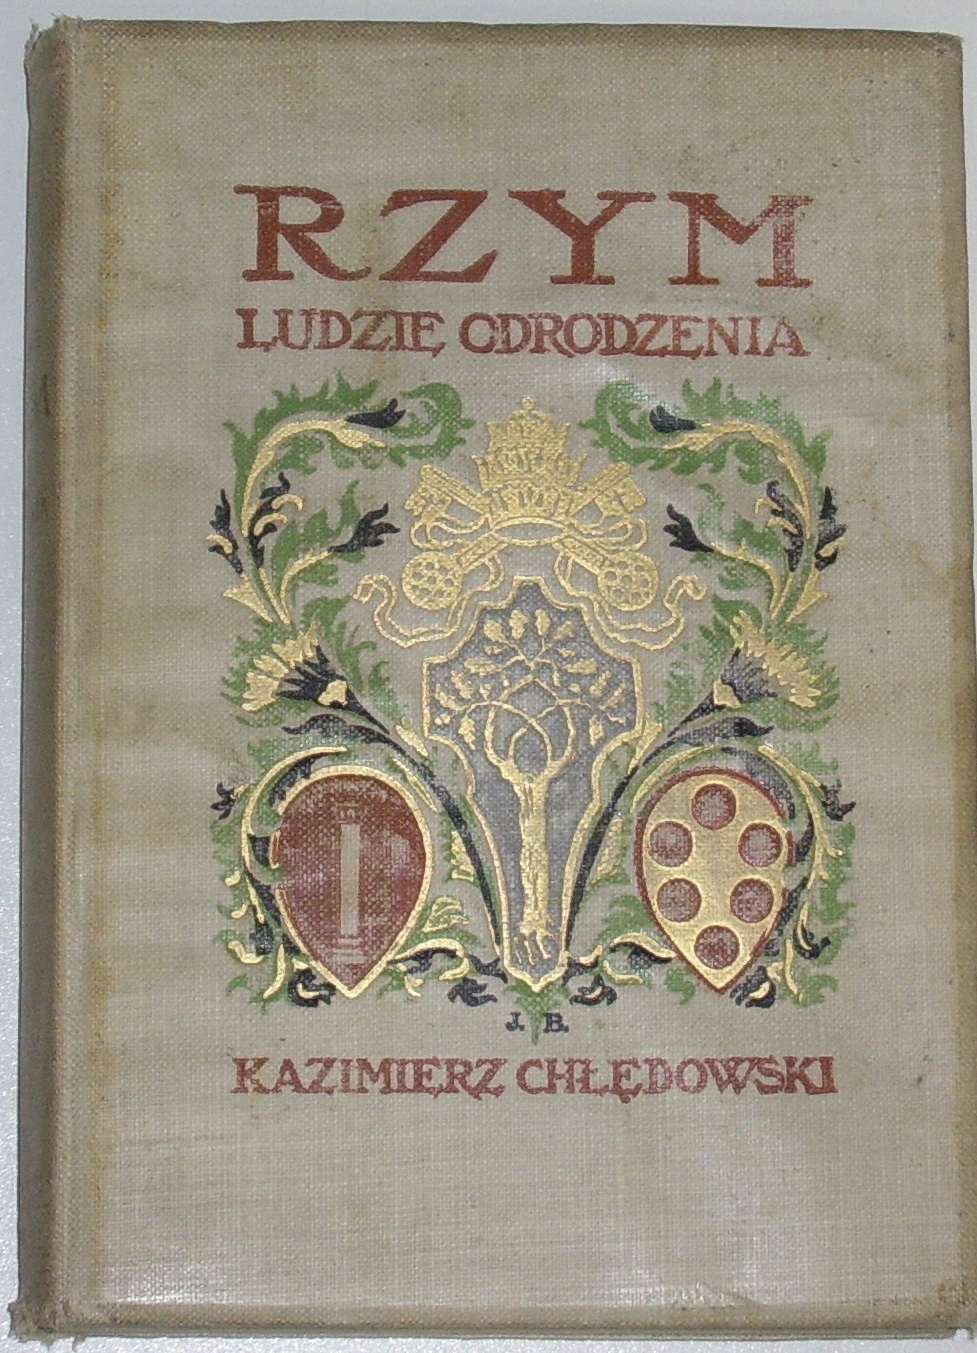 RZYM
LUDZIE ODRODZENIA
J. B.
KAZIMIERZ CHŁĘDOWSKI